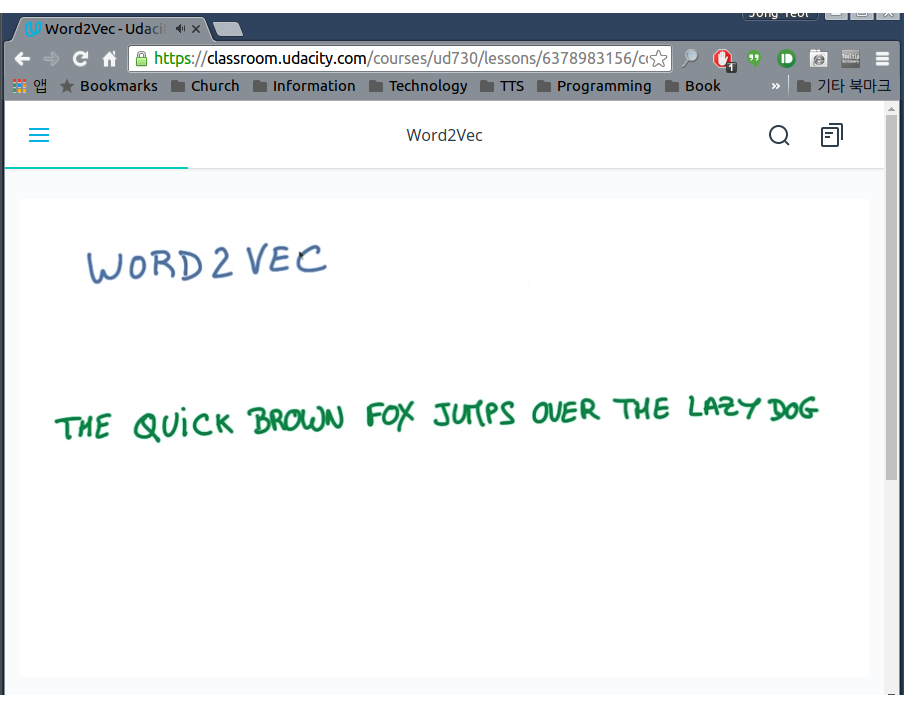 Word2Vec - Udaci
Jong Yeol
https://classroom.udacity.com/courses/ud730/lessons/6378983156/c
1
앱 Bookmarks Church Information Technology TTS Programming Book » 기타 북마크
Word2Vec
WORD2VEC
THE QUiCK BROWN FOX JUMPS OVER THE LAZY DOG